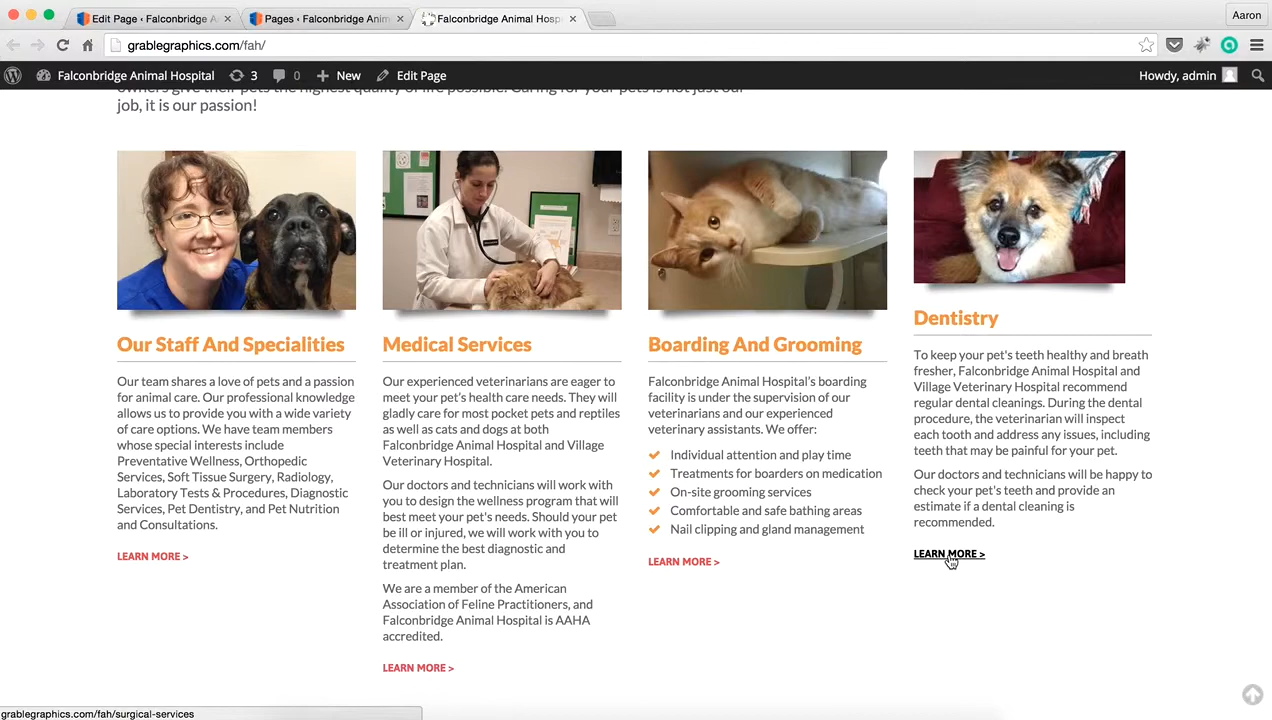 Edit Page ‹ Falconbridge A
Pages ‹ Falconbridge Anim
Falconbridge Animal Hosp
Aaron
grablegraphics.com/fah/
Falconbridge Animal Hospital
3
0
New
Edit Page
Howdy, admin
owners give their pets the highest quality of life possible. Caring for your pets is not just our
job, it is our passion!
Our Staff And Specialities
Our team shares a love of pets and a passion
for animal care. Our professional knowledge
allows us to provide you with a wide variety
of care options. We have team members
whose special interests include
Preventative Wellness, Orthopedic
Services, Soft Tissue Surgery, Radiology,
Laboratory Tests & Procedures, Diagnostic
Services, Pet Dentistry, and Pet Nutrition
and Consultations.
LEARN MORE >
Medical Services
Our experienced veterinarians are eager to
meet your pet's health care needs. They will
gladly care for most pocket pets and reptiles
as well as cats and dogs at both
Falconbridge Animal Hospital and Village
Veterinary Hospital.
Our doctors and technicians will work with
you to design the wellness program that will
best meet your pet's needs. Should your pet
be ill or injured, we will work with you to
determine the best diagnostic and
treatment plan.
We are a member of the American
Association of Feline Practitioners, and
Falconbridge Animal Hospital is AAHA
accredited.
LEARN MORE >
Boarding And Grooming
Falconbridge Animal Hospital's boarding
facility is under the supervision of our
veterinarians and our experienced
veterinary assistants. We offer:
Individual attention and play time
Treatments for boarders on medication
On-site grooming services
Comfortable and safe bathing areas
Nail clipping and gland management
LEARN MORE >
Dentistry
To keep your pet's teeth healthy and breath
fresher, Falconbridge Animal Hospital and
Village Veterinary Hospital recommend
regular dental cleanings. During the dental
procedure, the veterinarian will inspect
each tooth and address any issues, including
teeth that may be painful for your pet.
Our doctors and technicians will be happy to
check your pet's teeth and provide an
estimate if a dental cleaning is
recommended.
LEARN MORE >
grablegraphics.com/fah/surgical-services